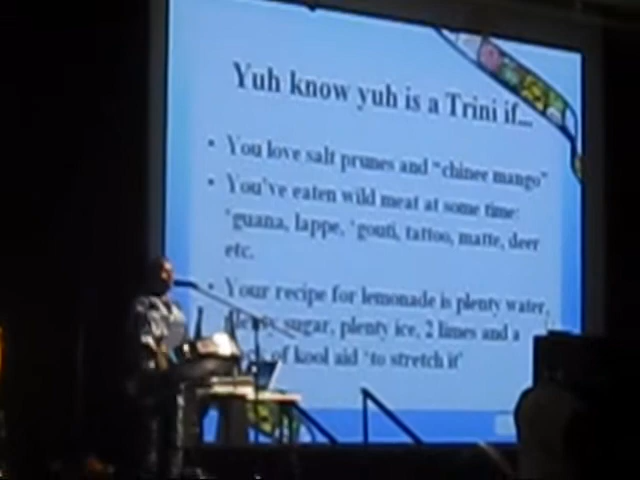 Yuh know yuh is a Trini if...
• You love salt prunes and "chinee mango"
• You've eaten wild meat at some time:
'guana, lappe, 'gouti, tattoo, matte, deer
etc.
• Your recipe for lemonade is plenty water,
plenty sugar, plenty ice, 2 limes and a
of kool aid 'to stretch it'